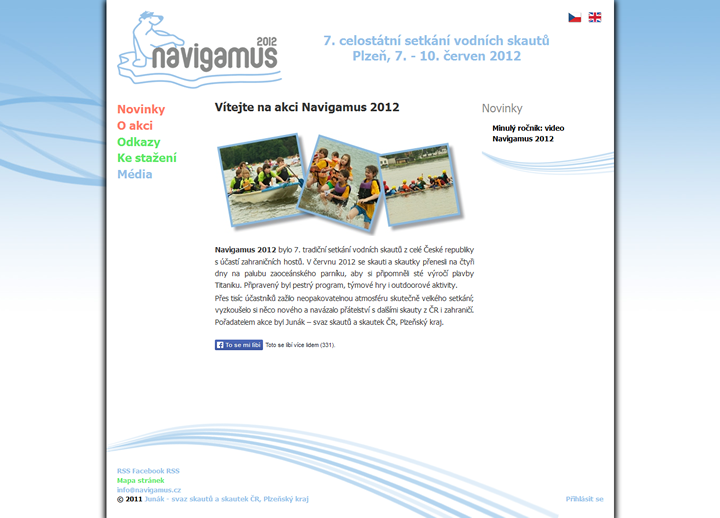 navigamus 2012
7. celostátní setkání vodních skautů
Plzeň, 7. - 10. červen 2012
Novinky
O akci
Odkazy
Ke stažení
Média
Vítejte na akci Navigamus 2012
Navigamus 2012 bylo 7. tradiční setkání vodních skautů z celé České republiky
s účastí zahraničních hostů. V červnu 2012 se skauti a skautky přenesli na čtyři
dny na palubu zaoceánského parníku, aby si připomněli sté výročí plavby
Titaniku. Připravený byl pestrý program, týmové hry i outdoorové aktivity.
Přes tisíc účastníků zažilo neopakovatelnou atmosféru skutečně velkého setkání;
vyzkoušelo si něco nového a navázalo přátelství s dalšími skauty z ČR i zahraničí.
Pořadatelem akce byl Junák – svaz skautů a skautek ČR, Plzeňský kraj.
To se mi líbí Toto se líbí více lidem (331).
Novinky
Minulý ročník: video
Navigamus 2012
RSS Facebook RSS
Mapa stránek
info@navigamus.cz
© 2011 Junák - svaz skautů a skautek ČR, Plzeňský kraj
Přihlásit se